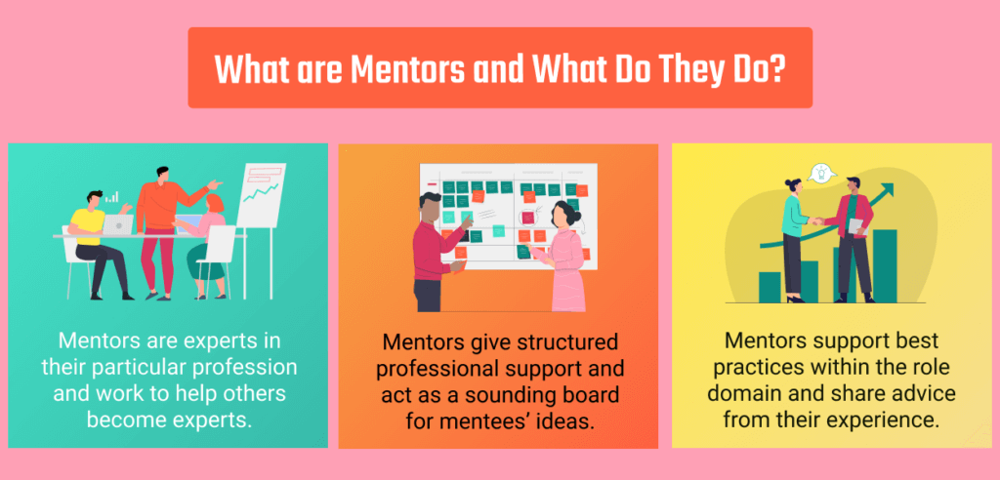 What are Mentors and What Do They Do?
Mentors are experts in
their particular profession
and work to help others
become experts.
Mentors give structured
professional support and
act as a sounding board
for mentees’ ideas.
Mentors support best
practices within the role
domain and share advice
from their experience.